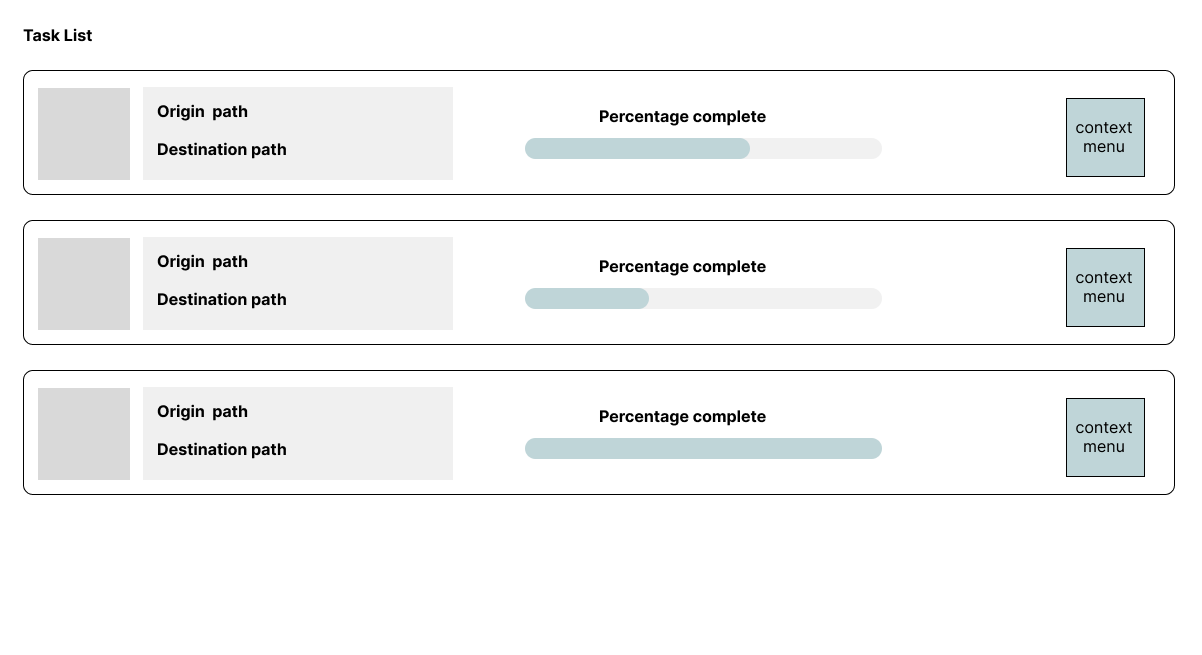 Task List
Origin  path
Destination path
Percentage complete
context
menu
Origin  path
Destination path
Percentage complete
context
menu
Origin  path
Destination path
Percentage complete
context
menu